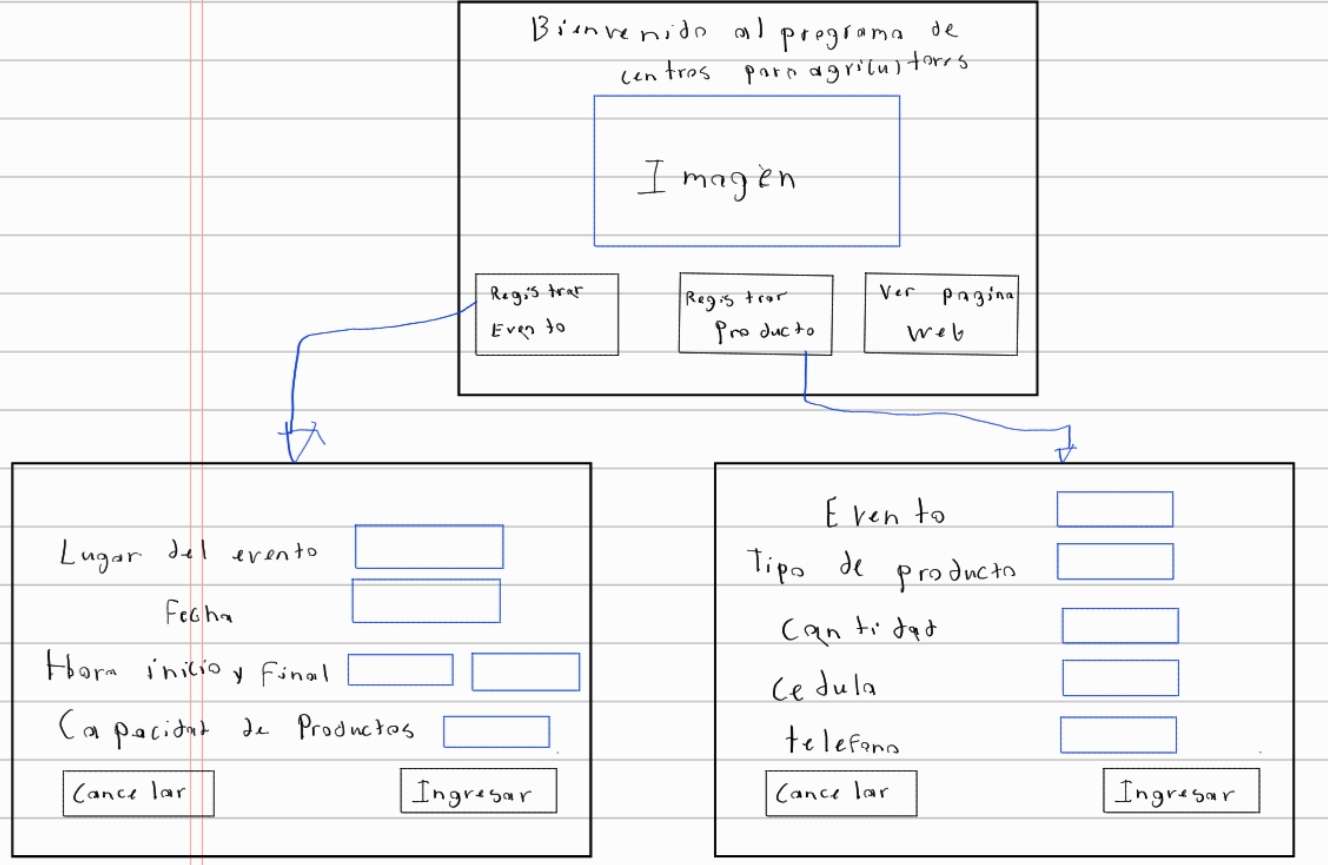 Bienvenido al programa de
centros para agricultores
Imagèn
Registrar
Evento
Registrar
Producto
Ver pagina
web
Lugar del evento
Fecha
Hora inicio y Final
Capacidad de Productos
Cancelar
Ingresar
Evento
Tipo de producto
Cantidad
Cedula
telefono
Cancelar
Ingresar